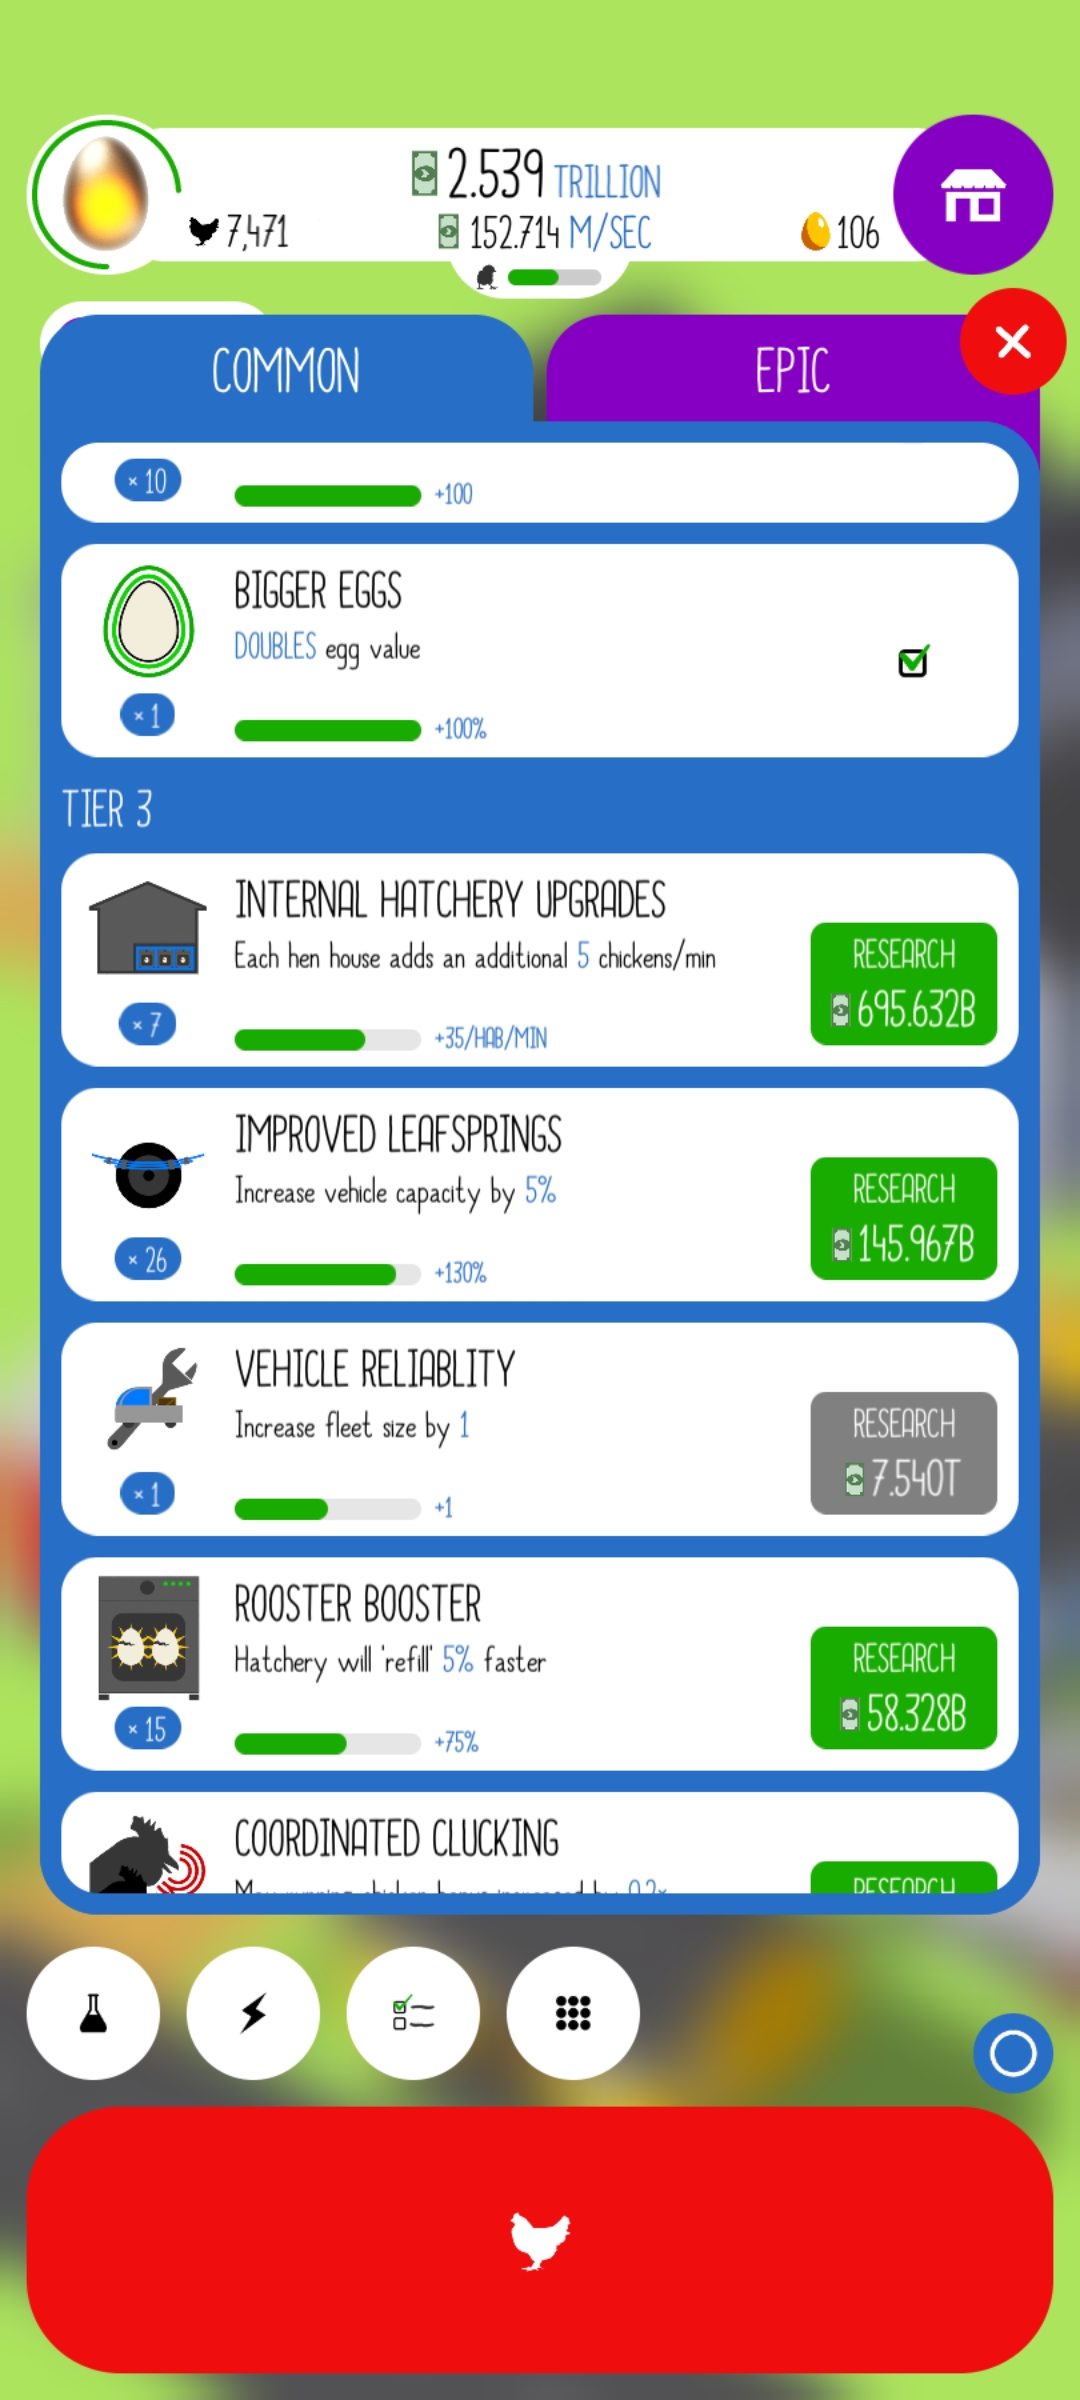 2.539 TRILLION
7,471
152.714 M/SEC
106
COMMON
EPIC
× 10
+100
BIGGER EGGS
DOUBLES egg value
× 1
+100%
TIER 3
INTERNAL HATCHERY UPGRADES
Each hen house adds an additional 5 chickens/min
RESEARCH
695.632B
× 7
+35/HAB/MIN
IMPROVED LEAFSPRINGS
Increase vehicle capacity by 5%
RESEARCH
145.967B
× 26
+130%
VEHICLE RELIABLITY
Increase fleet size by 1
RESEARCH
7.540T
× 1
+1
ROOSTER BOOSTER
Hatchery will 'refill' 5% faster
RESEARCH
58.328B
× 15
+75%
COORDINATED CLUCKING
RESEARCH